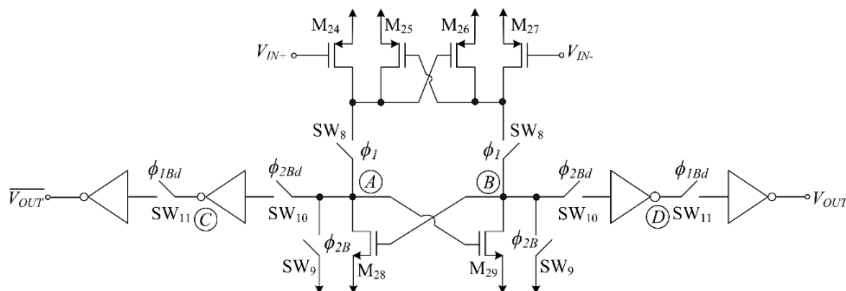 M24 M25 M26 M27
VIN+ VIN-
SW8 SW8
ϕ1 ϕ1
ϕ1Bd ϕ2Bd A B ϕ2Bd ϕ1Bd
VOUT VOUT
SW11 C SW10 SW10 D SW11
ϕ2B ϕ2B
SW9 M28 M29 SW9